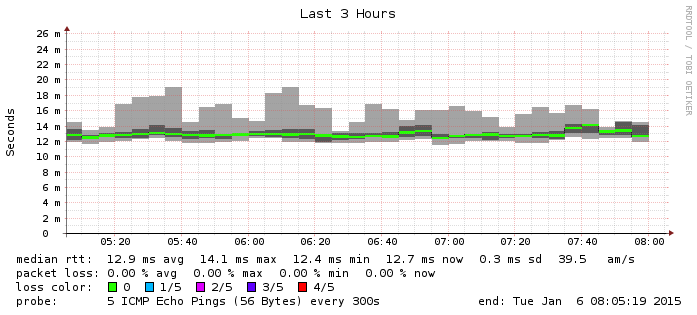 Last 3 Hours
RRDTOOL / TOBI OETIKER
Seconds
26 m
24 m
22 m
20 m
18 m
16 m
14 m
12 m
10 m
8 m
6 m
4 m
2 m
0
05:20 05:40 06:00 06:20 06:40 07:00 07:20 07:40 08:00
median rtt: 12.9 ms avg 14.1 ms max 12.4 ms min 12.7 ms now 0.3 ms sd 39.5 am/s
packet loss: 0.00 % avg 0.00 % max 0.00 % min 0.00 % now
loss color: 0 1/5 2/5 3/5 4/5
probe: 5 ICMP Echo Pings (56 Bytes) every 300s end: Tue Jan 6 08:05:19 2015